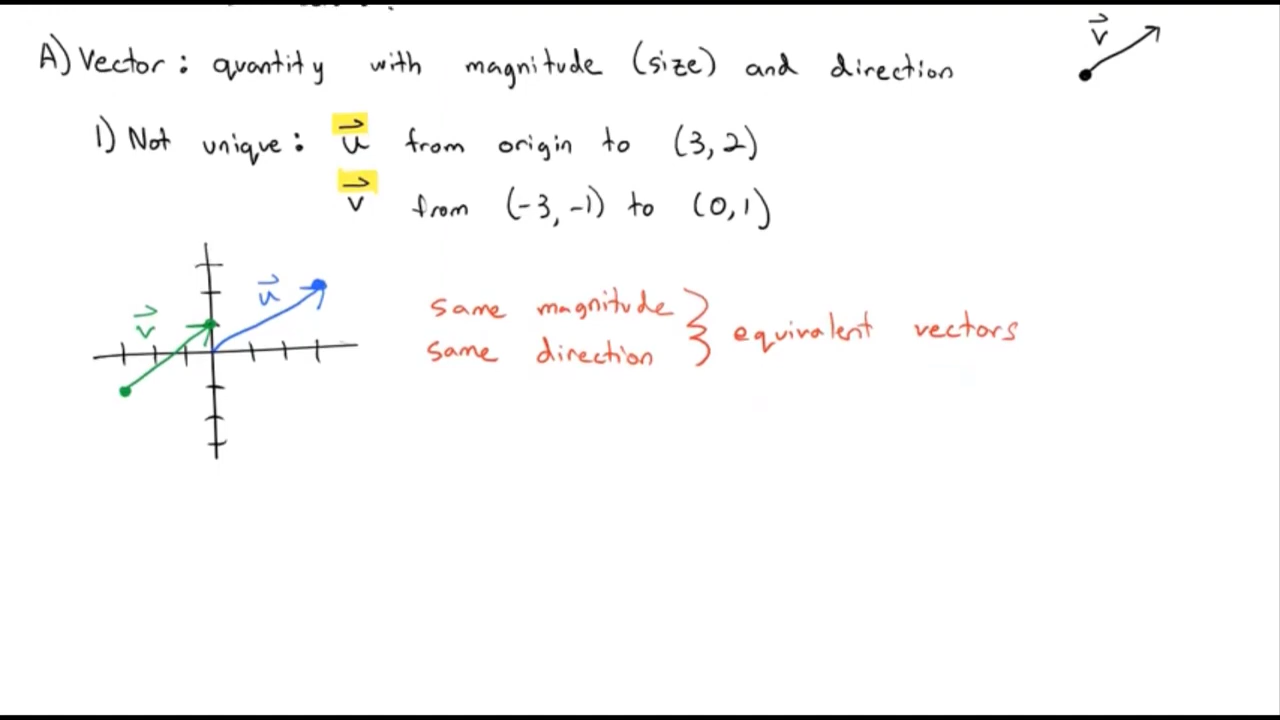 A) Vector: quantity with magnitude (size) and direction
v
1) Not unique: u from origin to (3, 2)
v from (-3, -1) to (0, 1)
u
v
same magnitude
same direction
} equivalent vectors